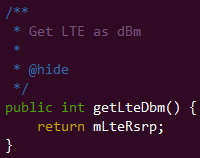 /**
 * Get LTE as dBm
 *
 * @hide
 */
public int getLteDbm() {
    return mLteRsrp;
}